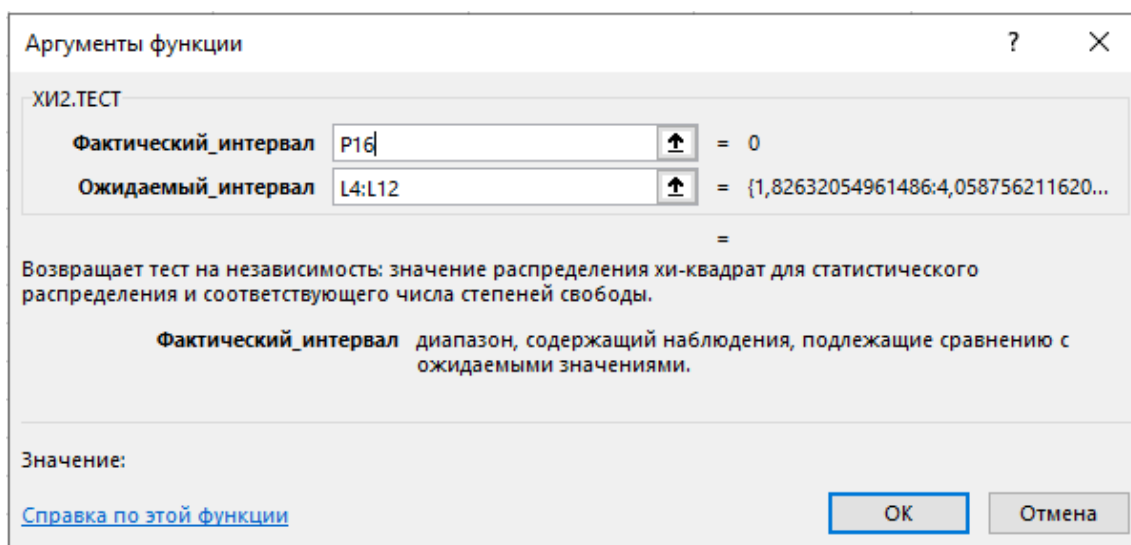 Аргументы функции ? ×
ХИ2.ТЕСТ
Фактический_интервал P16 = 0
Ожидаемый_интервал L4:L12 = {1,82632054961486:4,058756211620...
=
Возвращает тест на независимость: значение распределения хи-квадрат для статистического
распределения и соответствующего числа степеней свободы.
Фактический_интервал диапазон, содержащий наблюдения, подлежащие сравнению с
ожидаемыми значениями.
Значение:
Справка по этой функции ОК Отмена